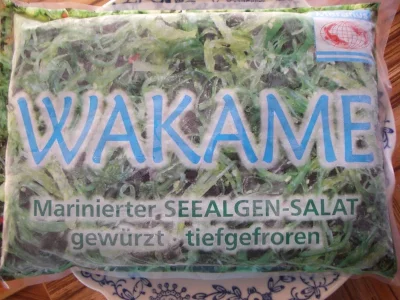 WAKAME
Marinierter SEEALGEN-SALAT
gewürzt · tiefgefroren